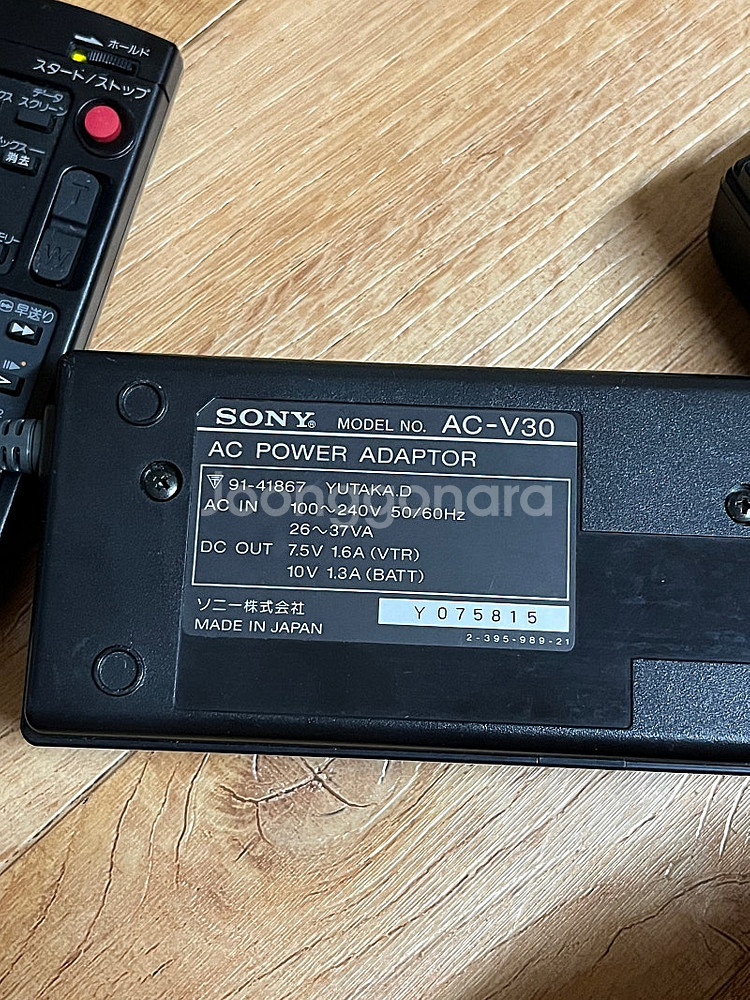 ホールド
スタート/ストップ
データ
スクリーン
消去
T
W
早送り
SONY® MODEL NO. AC-V30
AC POWER ADAPTOR
91-41867 YUTAKA.D
AC IN 100～240V 50/60Hz
26～37VA
DC OUT 7.5V 1.6A (VTR)
10V 1.3A (BATT)
ソニー株式会社
Y 075815
MADE IN JAPAN
2-395-989-21
joonggonara